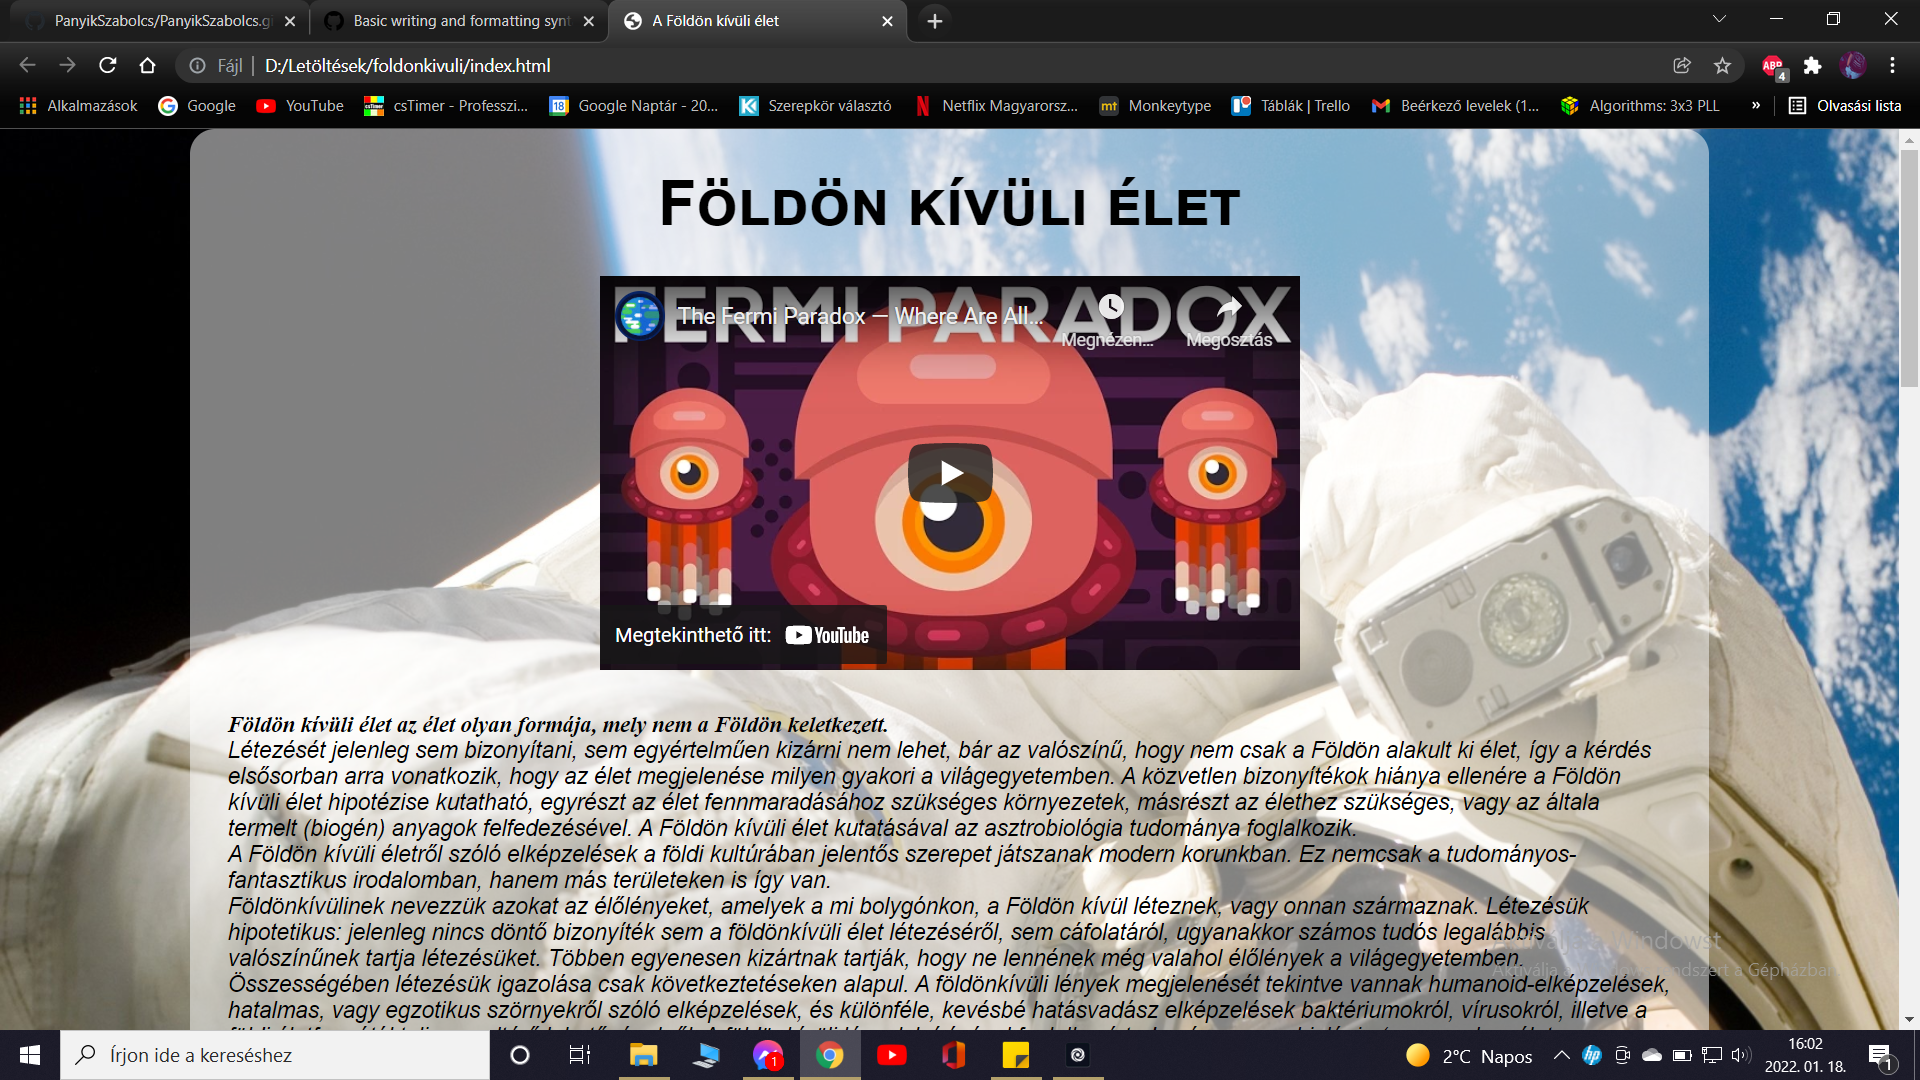 PanyikSzabolcs/PanyikSzabolcs.gi
Basic writing and formatting synt
A Földön kívüli élet
Fájl
D:/Letöltések/foldonkivuli/index.html
ABP
4
Alkalmazások
Google
YouTube
csTimer - Professzi...
18
Google Naptár - 20...
Szerepkör választó
Netflix Magyarorsz...
mt
Monkeytype
Táblák | Trello
Beérkező levelek (1...
Algorithms: 3x3 PLL
»
Olvasási lista
Földön kívüli élet
FERMI PARADOX
The Fermi Paradox — Where Are All...
Megnézen...
Megosztás
Megtekinthető itt:
YouTube
Földön kívüli élet az élet olyan formája, mely nem a Földön keletkezett.
Létezését jelenleg sem bizonyítani, sem egyértelműen kizárni nem lehet, bár az valószínű, hogy nem csak a Földön alakult ki élet, így a kérdés
elsősorban arra vonatkozik, hogy az élet megjelenése milyen gyakori a világegyetemben. A közvetlen bizonyítékok hiánya ellenére a Földön
kívüli élet hipotézise kutatható, egyrészt az élet fennmaradásához szükséges környezetek, másrészt az élethez szükséges, vagy az általa
termelt (biogén) anyagok felfedezésével. A Földön kívüli élet kutatásával az asztrobiológia tudománya foglalkozik.
A Földön kívüli életről szóló elképzelések a földi kultúrában jelentős szerepet játszanak modern korunkban. Ez nemcsak a tudományos-
fantasztikus irodalomban, hanem más területeken is így van.
Földönkívülinek nevezzük azokat az élőlényeket, amelyek a mi bolygónkon, a Földön kívül léteznek, vagy onnan származnak. Létezésük
hipotetikus: jelenleg nincs döntő bizonyíték sem a földönkívüli élet létezéséről, sem cáfolatáról, ugyanakkor számos tudós legalábbis
valószínűnek tartja létezésüket. Többen egyenesen kizártnak tartják, hogy ne lennének még valahol élőlények a világegyetemben.
Összességében létezésük igazolása csak következtetéseken alapul. A földönkívüli lények megjelenését tekintve vannak humanoid-elképzelések,
hatalmas, vagy egzotikus szörnyekről szóló elképzelések, és különféle, kevésbé hatásvadász elképzelések baktériumokról, vírusokról, illetve a
Írjon ide a kereséshez
1
2°C Napos
hp
16:02
2022. 01. 18.
1